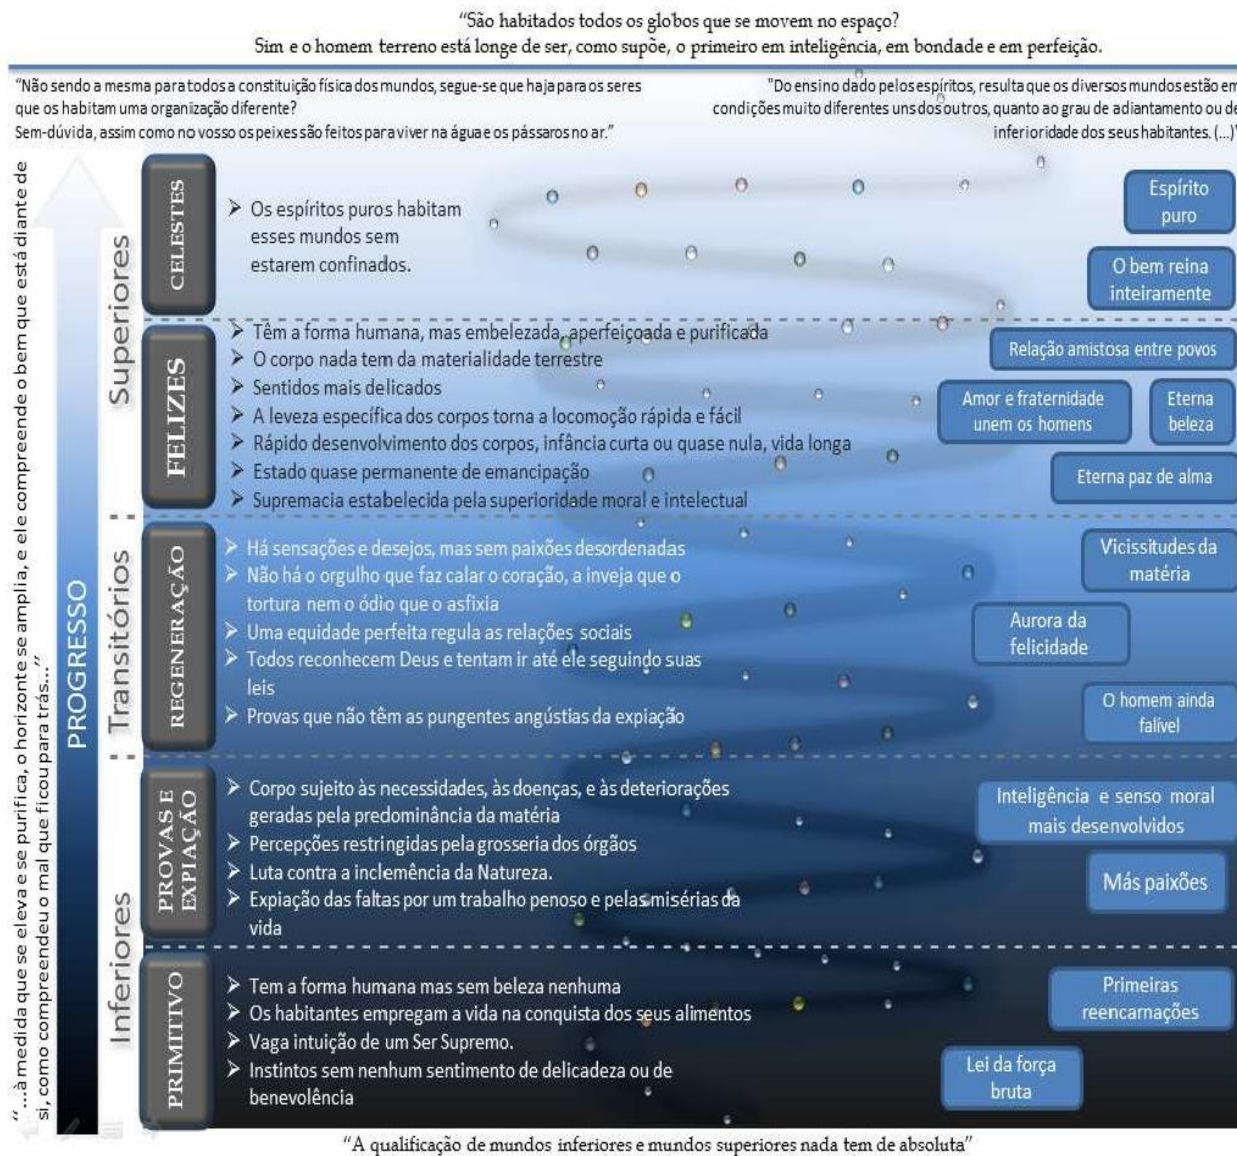 “São habitados todos os globos que se movem no espaço?
Sim e o homem terreno está longe de ser, como supõe, o primeiro em inteligência, em bondade e em perfeição.
“Não sendo a mesma para todos a constituição física dos mundos, segue-se que haja para os seres
que os habitam uma organização diferente?
Sem-dúvida, assim como no vosso os peixes são feitos para viver na água e os pássaros no ar.”
"Do ensino dado pelos espíritos, resulta que os diversos mundos estão em
condições muito diferentes uns dos outros, quanto ao grau de adiantamento ou de
inferioridade dos seus habitantes. (...)"
“...à medida que se eleva e se purifica, o horizonte se amplia, e ele compreende o bem que está diante de
si, como compreendeu o mal que ficou para trás...”
PROGRESSO
Superiores
CELESTES
➤ Os espíritos puros habitam
esses mundos sem
estarem confinados.
Espírito
puro
O bem reina
inteiramente
FELIZES
➤ Têm a forma humana, mas embelezada, aperfeiçoada e purificada
➤ O corpo nada tem da materialidade terrestre
➤ Sentidos mais delicados
➤ A leveza específica dos corpos torna a locomoção rápida e fácil
➤ Rápido desenvolvimento dos corpos, infância curta ou quase nula, vida longa
➤ Estado quase permanente de emancipação
➤ Supremacia estabelecida pela superioridade moral e intelectual
Relação amistosa entre povos
Amor e fraternidade
unem os homens
Eterna
beleza
Eterna paz de alma
Transitórios
REGENERAÇÃO
➤ Há sensações e desejos, mas sem paixões desordenadas
➤ Não há o orgulho que faz calar o coração, a inveja que o
tortura nem o ódio que o asfixia
➤ Uma equidade perfeita regula as relações sociais
➤ Todos reconhecem Deus e tentam ir até ele seguindo suas
leis
➤ Provas que não têm as pungentes angústias da expiação
Vicissitudes da
matéria
Aurora da
felicidade
O homem ainda
falível
Inferiores
PROVAS E
EXPIAÇÃO
➤ Corpo sujeito às necessidades, às doenças, e às deteriorações
geradas pela predominância da matéria
➤ Percepções restringidas pela grosseria dos órgãos
➤ Luta contra a inclemência da Natureza.
➤ Expiação das faltas por um trabalho penoso e pelas misérias da
vida
Inteligência e senso moral
mais desenvolvidos
Más paixões
PRIMITIVO
➤ Tem a forma humana mas sem beleza nenhuma
➤ Os habitantes empregam a vida na conquista dos seus alimentos
➤ Vaga intuição de um Ser Supremo.
➤ Instintos sem nenhum sentimento de delicadeza ou de
benevolência
Primeiras
reencarnações
Lei da força
bruta
“A qualificação de mundos inferiores e mundos superiores nada tem de absoluta”